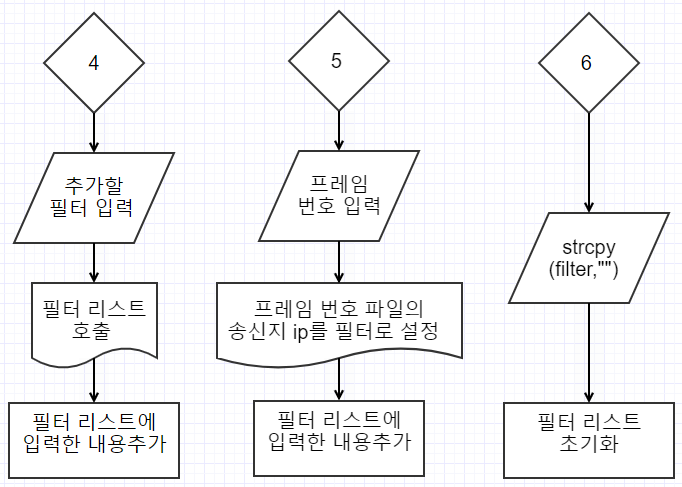 4
추가할
필터 입력
필터 리스트
호출
필터 리스트에
입력한 내용추가
5
프레임
번호 입력
프레임 번호 파일의
송신지 ip를 필터로 설정
필터 리스트에
입력한 내용추가
6
strcpy
(filter,"")
필터 리스트
초기화